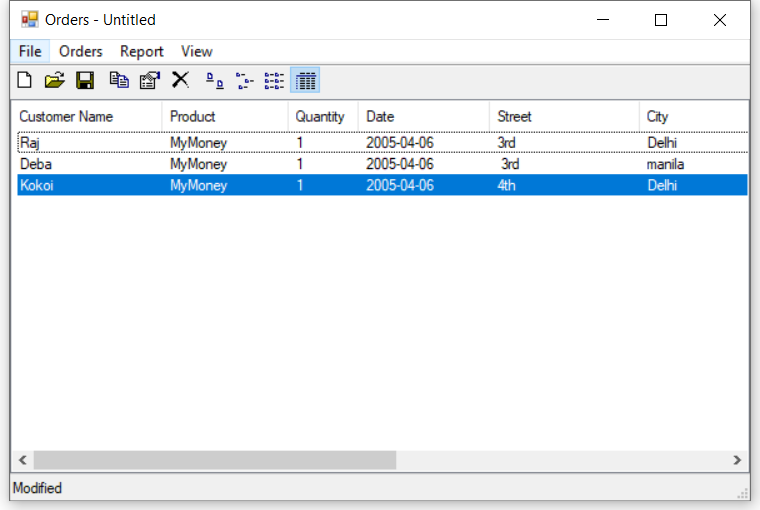 Orders - Untitled
File Orders Report View
Customer Name Product Quantity Date Street City
Raj MyMoney 1 2005-04-06 3rd Delhi
Deba MyMoney 1 2005-04-06 3rd manila
Kokoi MyMoney 1 2005-04-06 4th Delhi
Modified